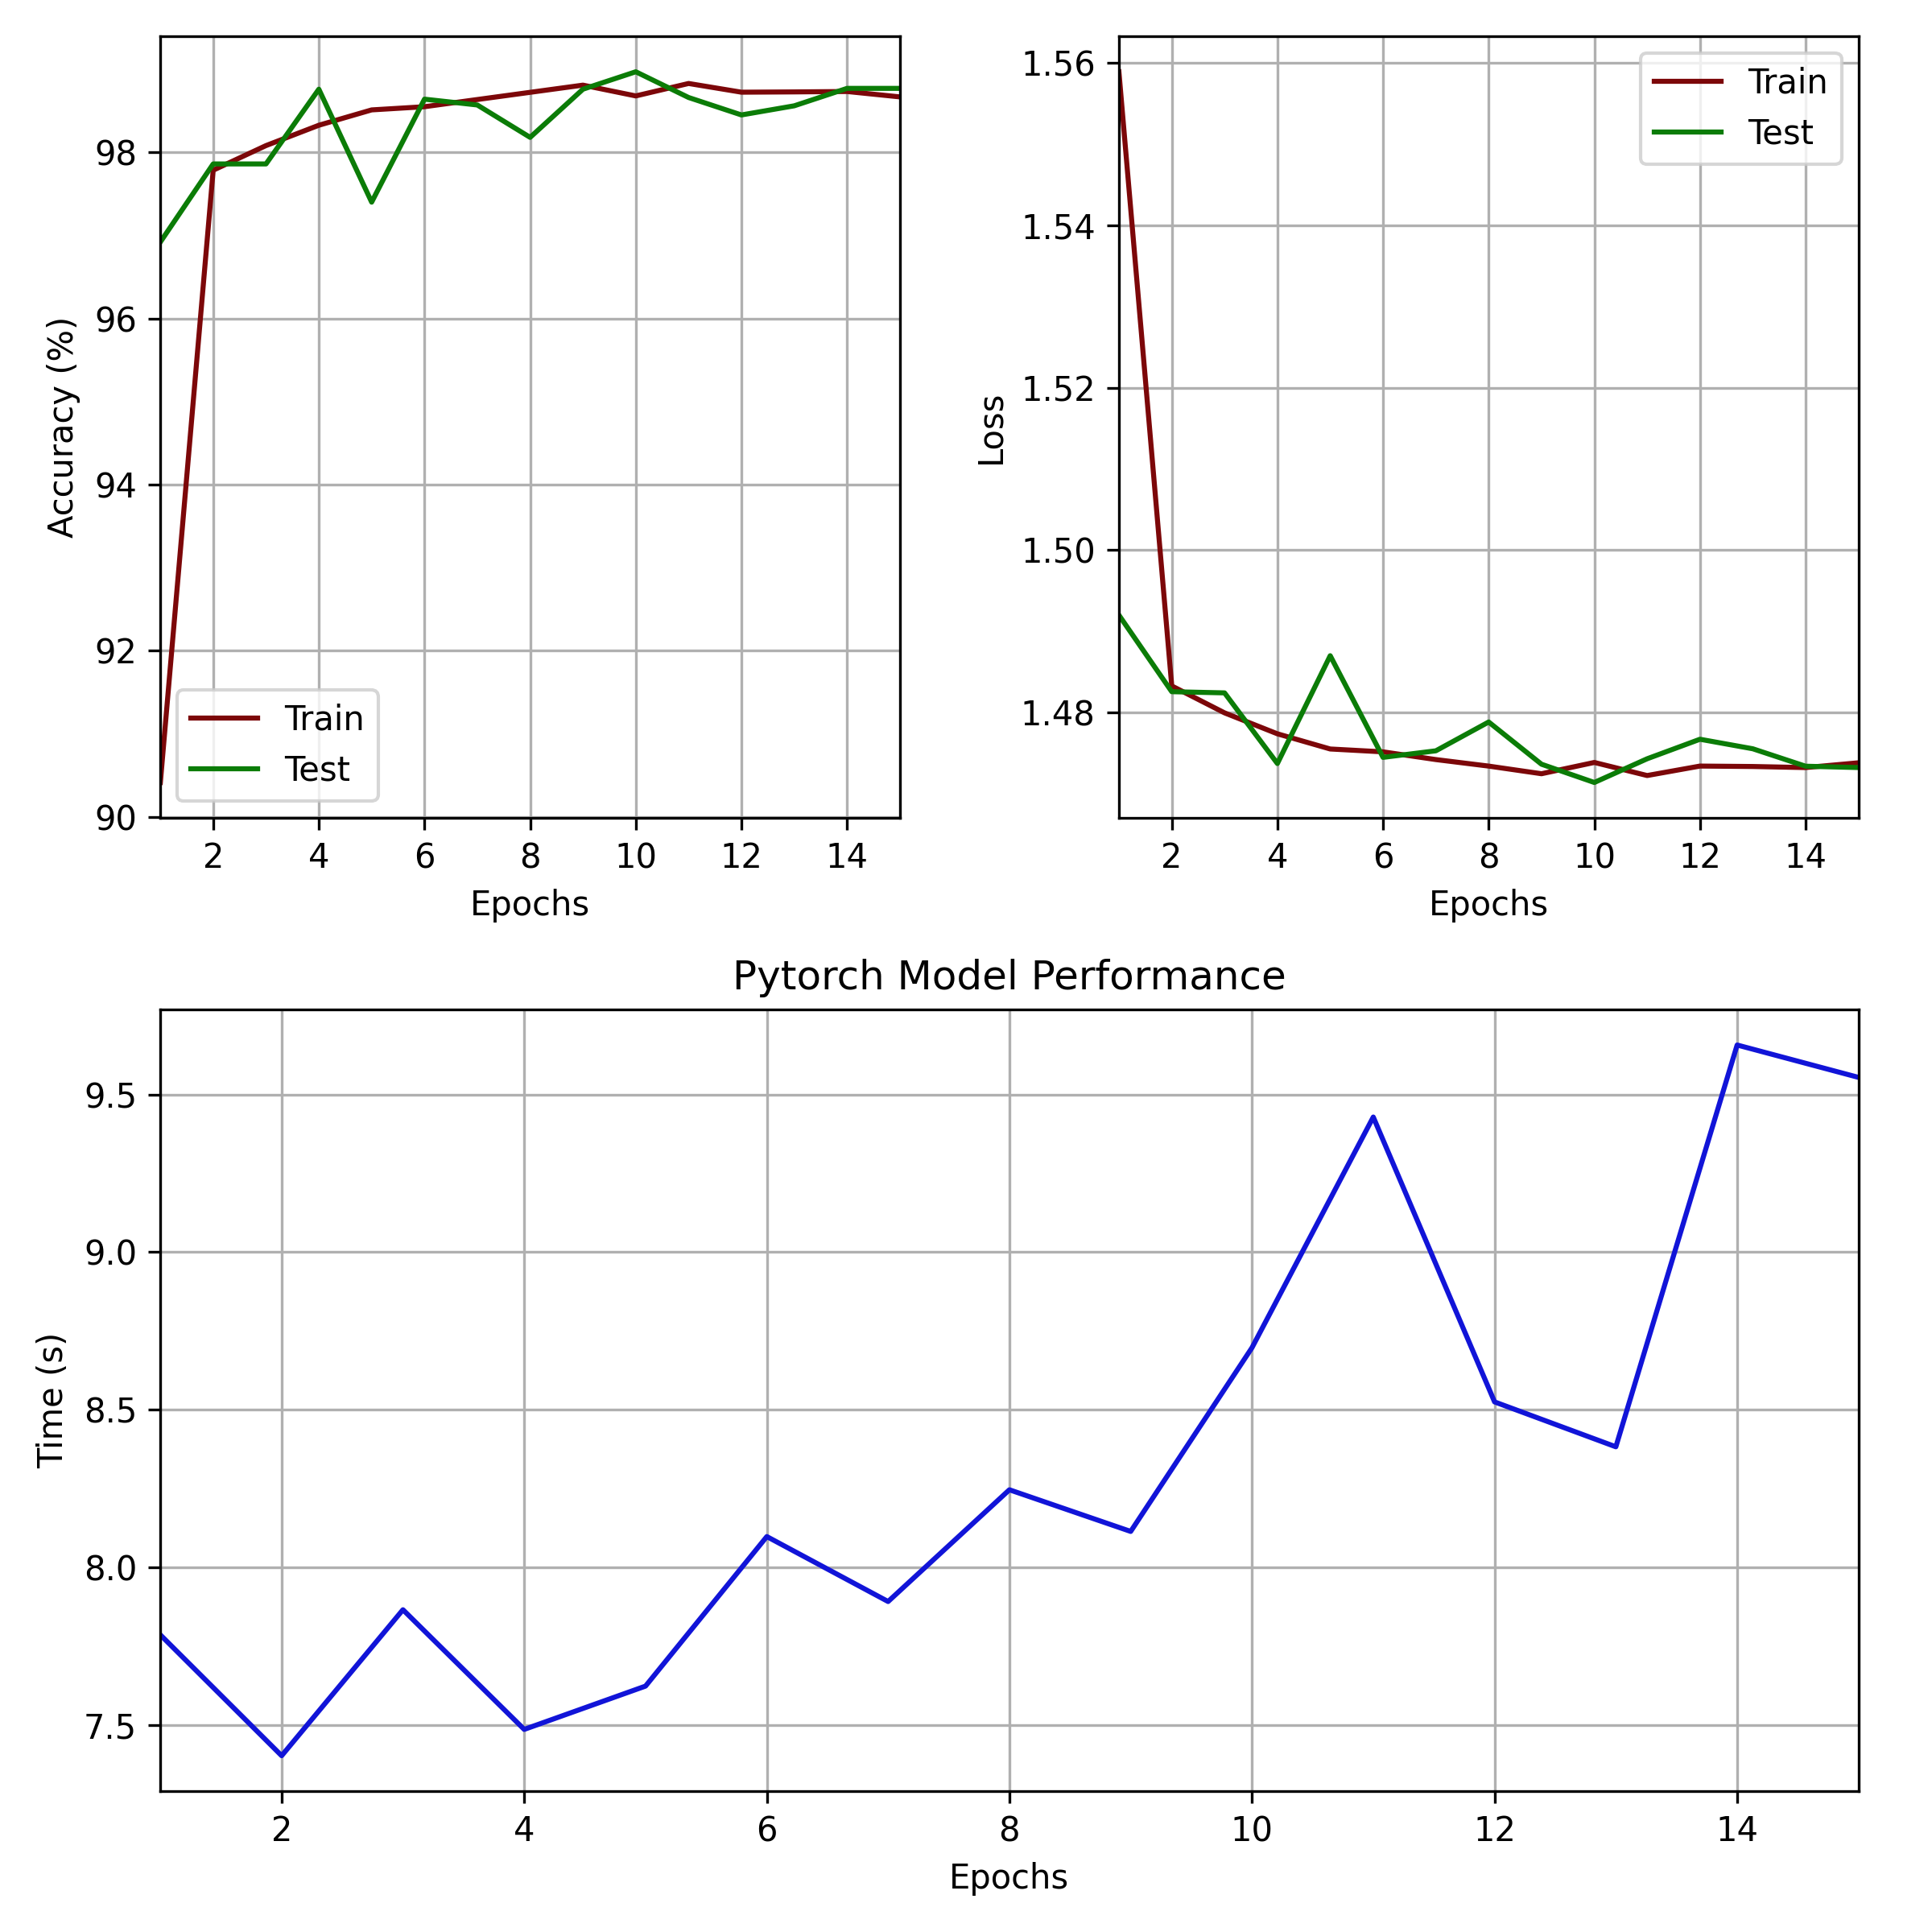 98
96
94
92
90
Accuracy (%)
Train
Test
2 4 6 8 10 12 14
Epochs
1.56
1.54
1.52
1.50
1.48
Loss
Train
Test
2 4 6 8 10 12 14
Epochs
Pytorch Model Performance
9.5
9.0
8.5
8.0
7.5
Time (s)
2 4 6 8 10 12 14
Epochs